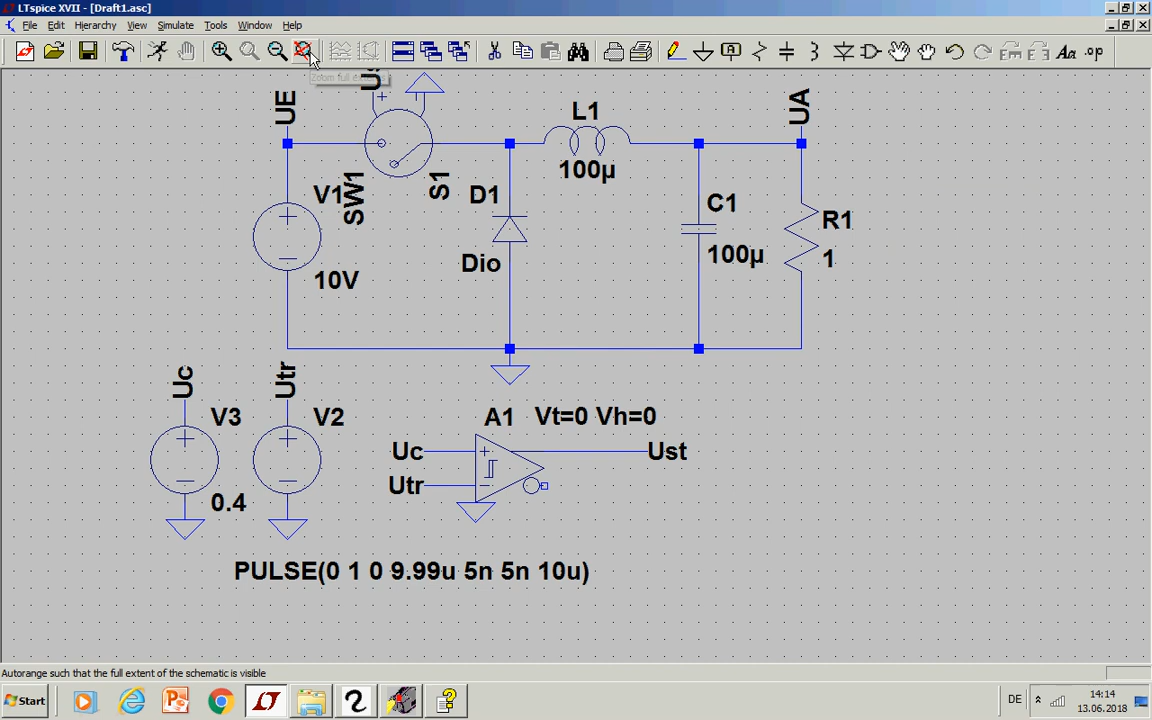 LTspice XVII - [Draft1.asc]
File Edit Hierarchy View Simulate Tools Window Help
Zoom full extents
UE
L1
UA
100µ
V1
SW1
S1
D1
C1
R1
Dio
100µ
1
10V
Uc
Utr
V3
V2
A1 Vt=0 Vh=0
Uc
Ust
Utr
0.4
PULSE(0 1 0 9.99u 5n 5n 10u)
Autorange such that the full extent of the schematic is visible
Start
DE
14:14
13.06.2018